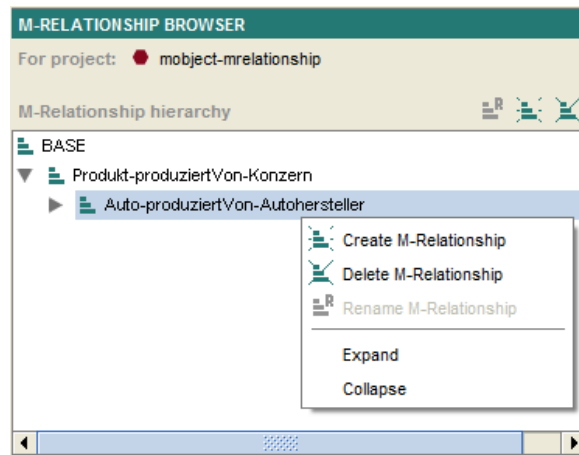 M-RELATIONSHIP BROWSER
For project: mobject-mrelationship
M-Relationship hierarchy
R
BASE
Produkt-produziertVon-Konzern
Auto-produziertVon-Autohersteller
Create M-Relationship
Delete M-Relationship
R Rename M-Relationship
Expand
Collapse